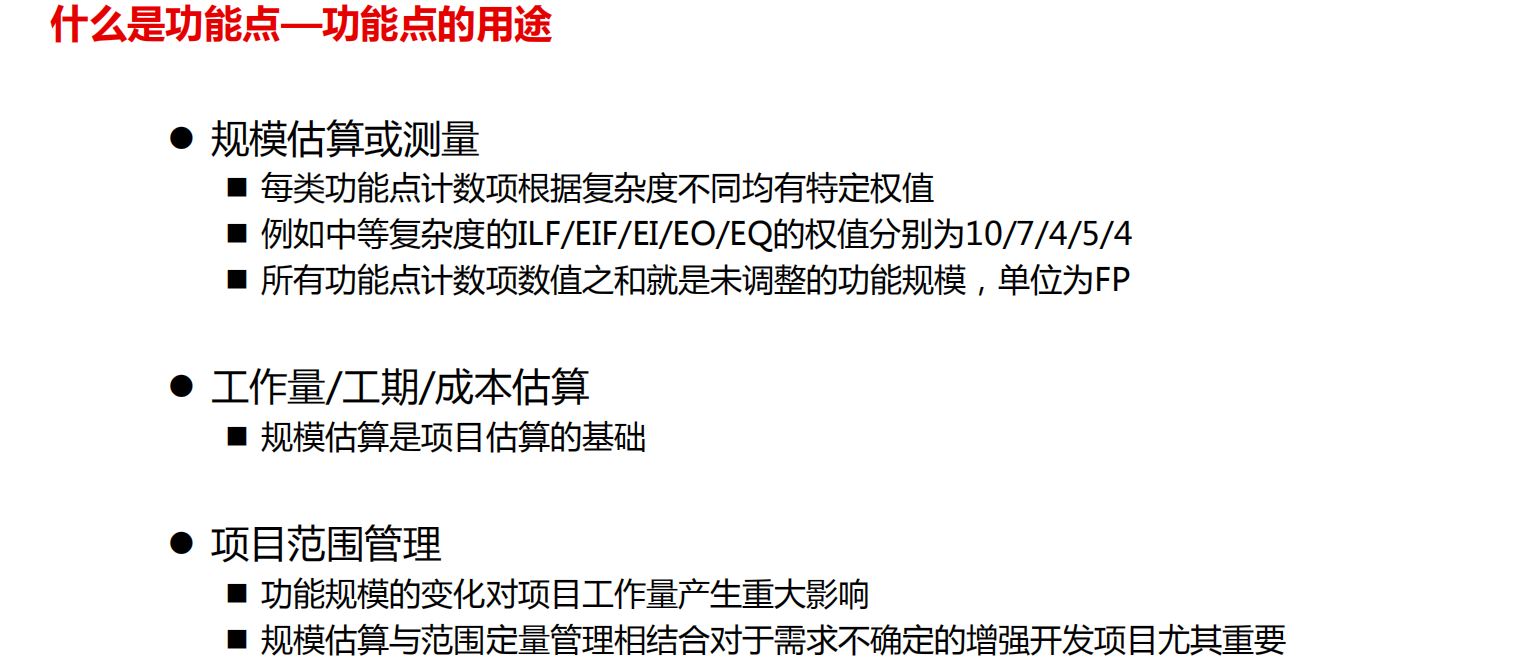 什么是功能点—功能点的用途
● 规模估算或测量
■ 每类功能点计数项根据复杂度不同均有特定权值
■ 例如中等复杂度的ILF/EIF/EI/EO/EQ的权值分别为10/7/4/5/4
■ 所有功能点计数项数值之和就是未调整的功能规模，单位为FP
● 工作量/工期/成本估算
■ 规模估算是项目估算的基础
● 项目范围管理
■ 功能规模的变化对项目工作量产生重大影响
■ 规模估算与范围定量管理相结合对于需求不确定的增强开发项目尤其重要